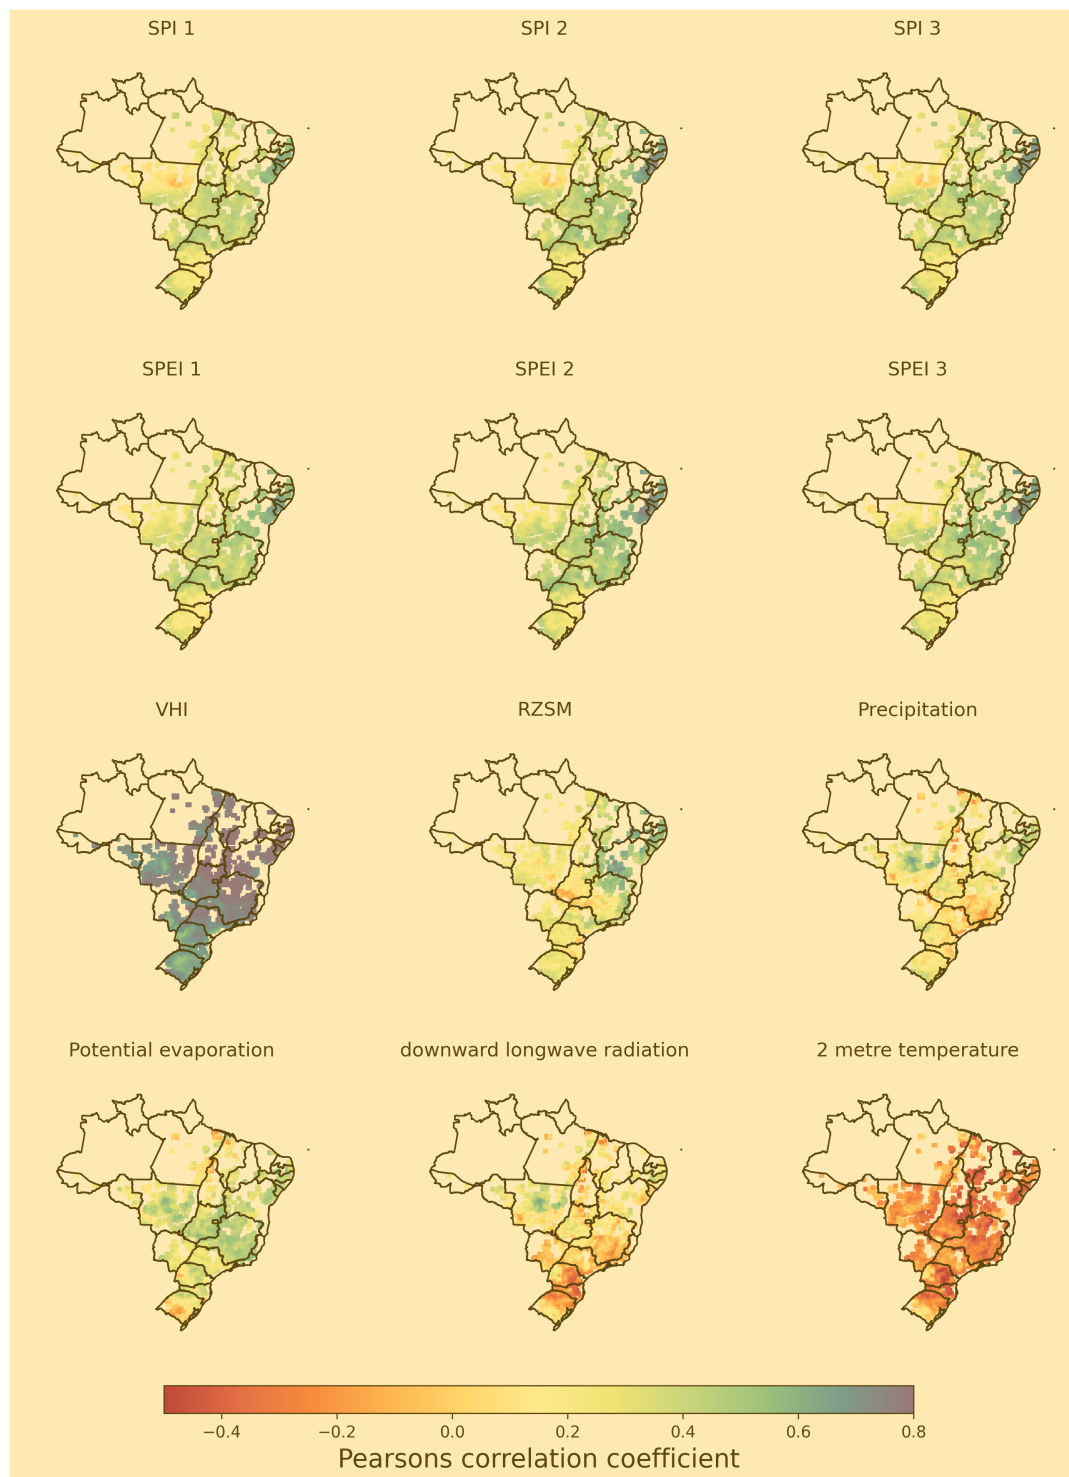 SPI 1
SPI 2
SPI 3
SPEI 1
SPEI 2
SPEI 3
VHI
RZSM
Precipitation
Potential evaporation
downward longwave radiation
2 metre temperature
−0.4
−0.2
0.0
0.2
0.4
0.6
0.8
Pearsons correlation coefficient